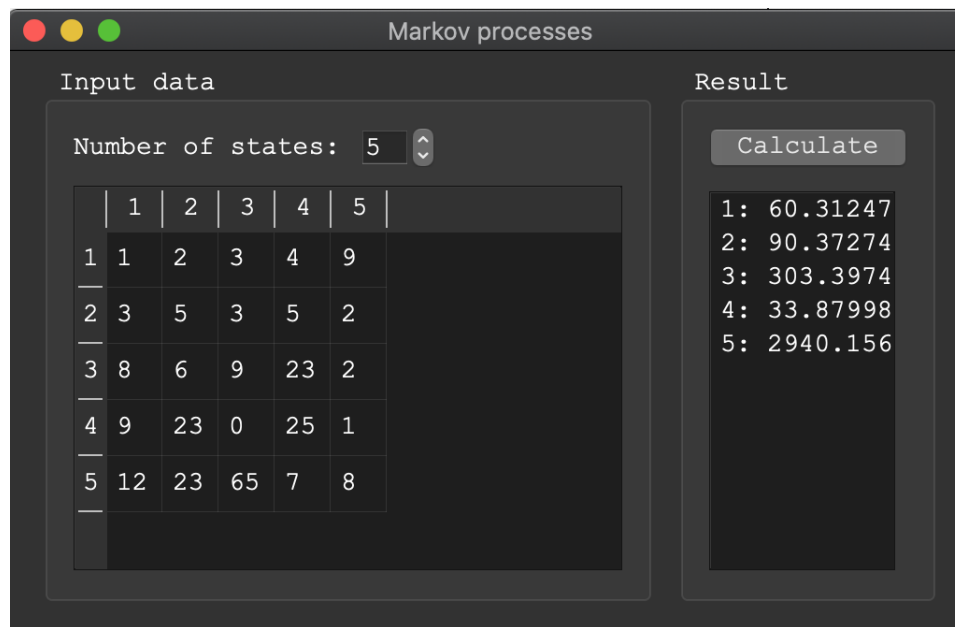 Markov processes
Input data
Number of states: 5
1 2 3 4 5
1 1 2 3 4 9
2 3 5 3 5 2
3 8 6 9 23 2
4 9 23 0 25 1
5 12 23 65 7 8
Result
Calculate
1: 60.31247
2: 90.37274
3: 303.3974
4: 33.87998
5: 2940.156